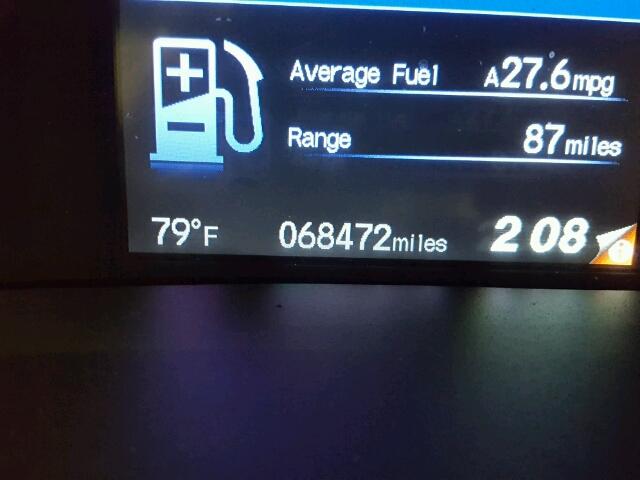 Average Fuel A27.6mpg
Range 87miles
79°F 068472miles 2 08